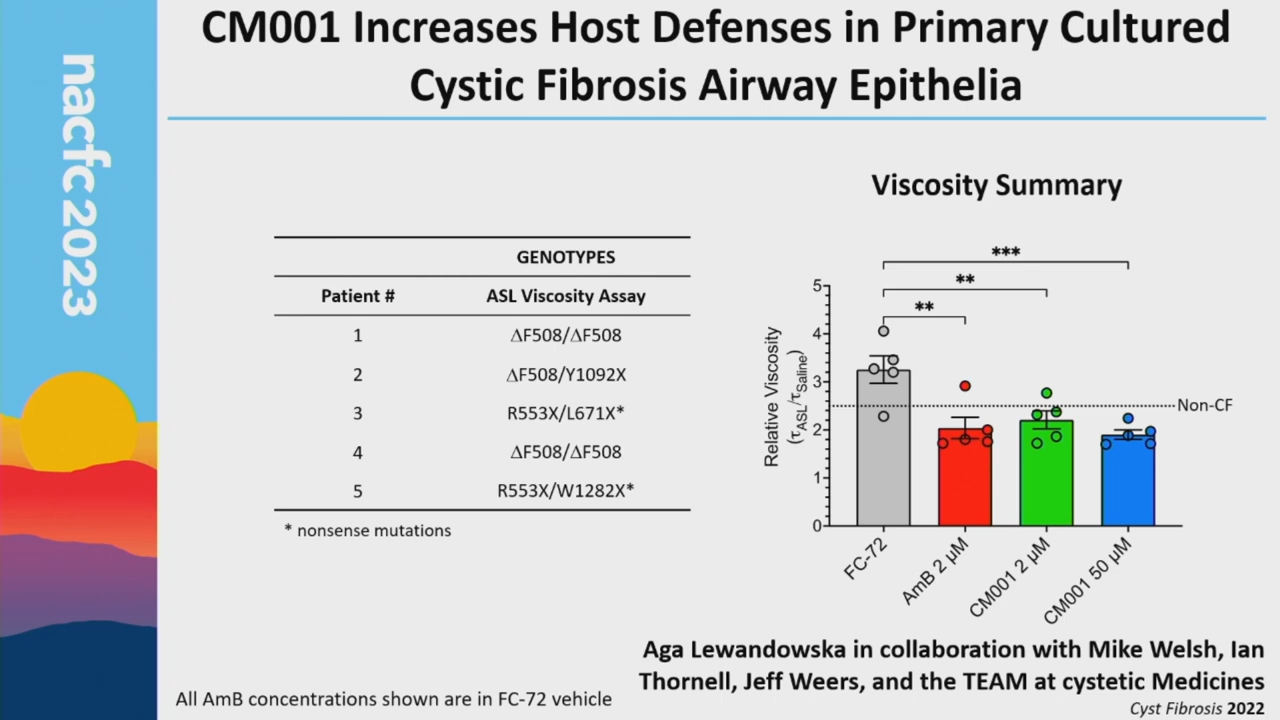 CM001 Increases Host Defenses in Primary Cultured
Cystic Fibrosis Airway Epithelia
nacfc 2023
GENOTYPES
Patient # ASL Viscosity Assay
1 ΔF508/ΔF508
2 ΔF508/Y1092X
3 R553X/L671X*
4 ΔF508/ΔF508
5 R553X/W1282X*
* nonsense mutations
Viscosity Summary
***
**
**
5
4
3
2
1
0
Relative Viscosity
(τASL/τSaline)
Non-CF
FC-72
AmB 2 µM
CM001 2 µM
CM001 50 µM
Aga Lewandowska in collaboration with Mike Welsh, Ian
Thornell, Jeff Weers, and the TEAM at cystetic Medicines
All AmB concentrations shown are in FC-72 vehicle
Cyst Fibrosis 2022